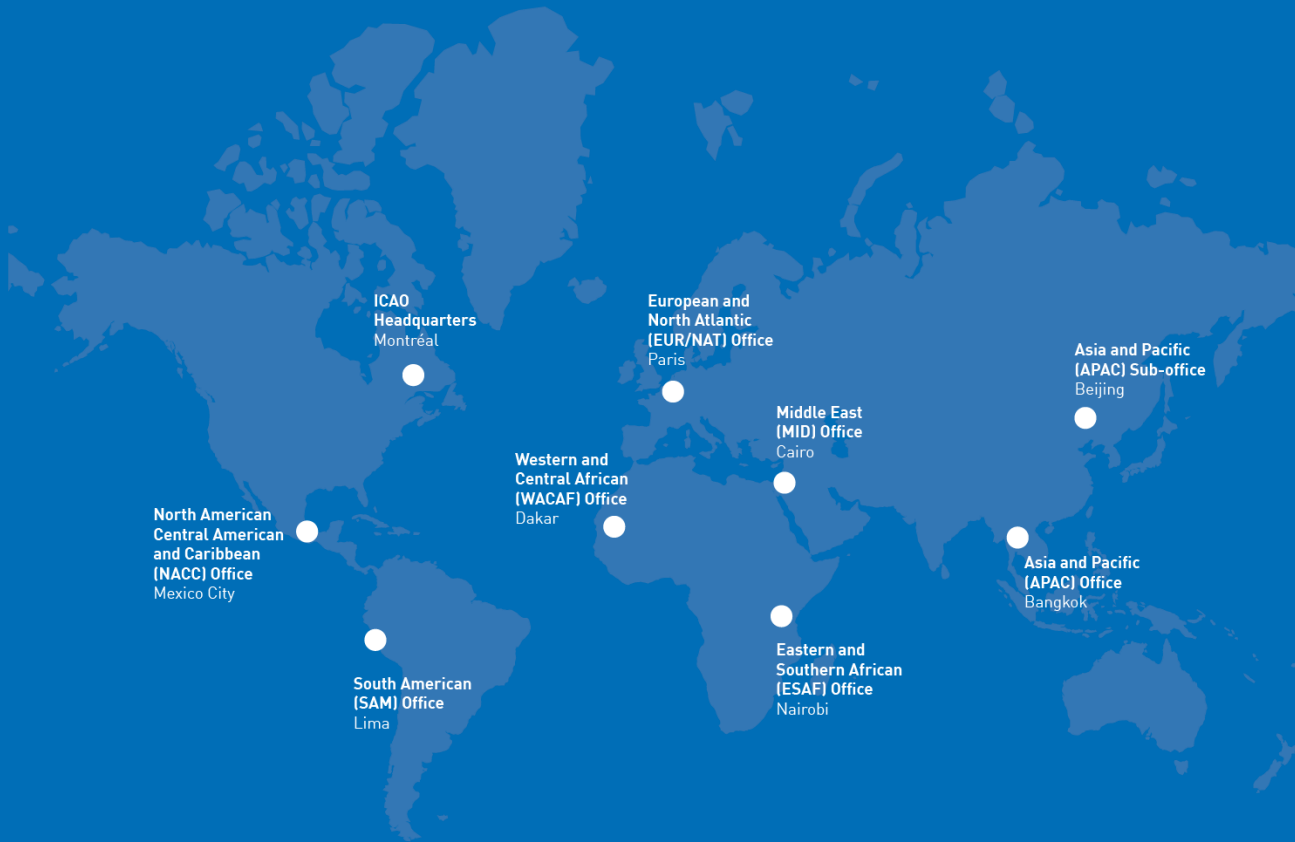 ICAO
Headquarters
Montréal
European and
North Atlantic
(EUR/NAT) Office
Paris
Asia and Pacific
(APAC) Sub-office
Beijing
Middle East
(MID) Office
Cairo
Western and
Central African
(WACAF) Office
Dakar
North American
Central American
and Caribbean
(NACC) Office
Mexico City
Asia and Pacific
(APAC) Office
Bangkok
Eastern and
Southern African
(ESAF) Office
Nairobi
South American
(SAM) Office
Lima